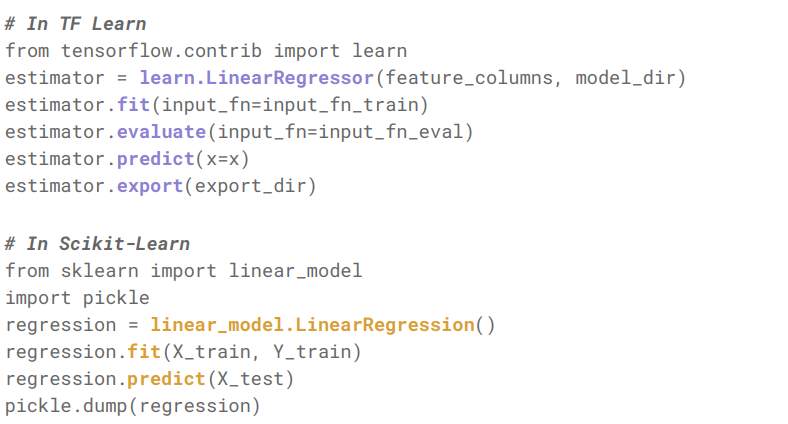 # In TF Learn
from tensorflow.contrib import learn
estimator = learn.LinearRegressor(feature_columns, model_dir)
estimator.fit(input_fn=input_fn_train)
estimator.evaluate(input_fn=input_fn_eval)
estimator.predict(x=x)
estimator.export(export_dir)
# In Scikit-Learn
from sklearn import linear_model
import pickle
regression = linear_model.LinearRegression()
regression.fit(X_train, Y_train)
regression.predict(X_test)
pickle.dump(regression)